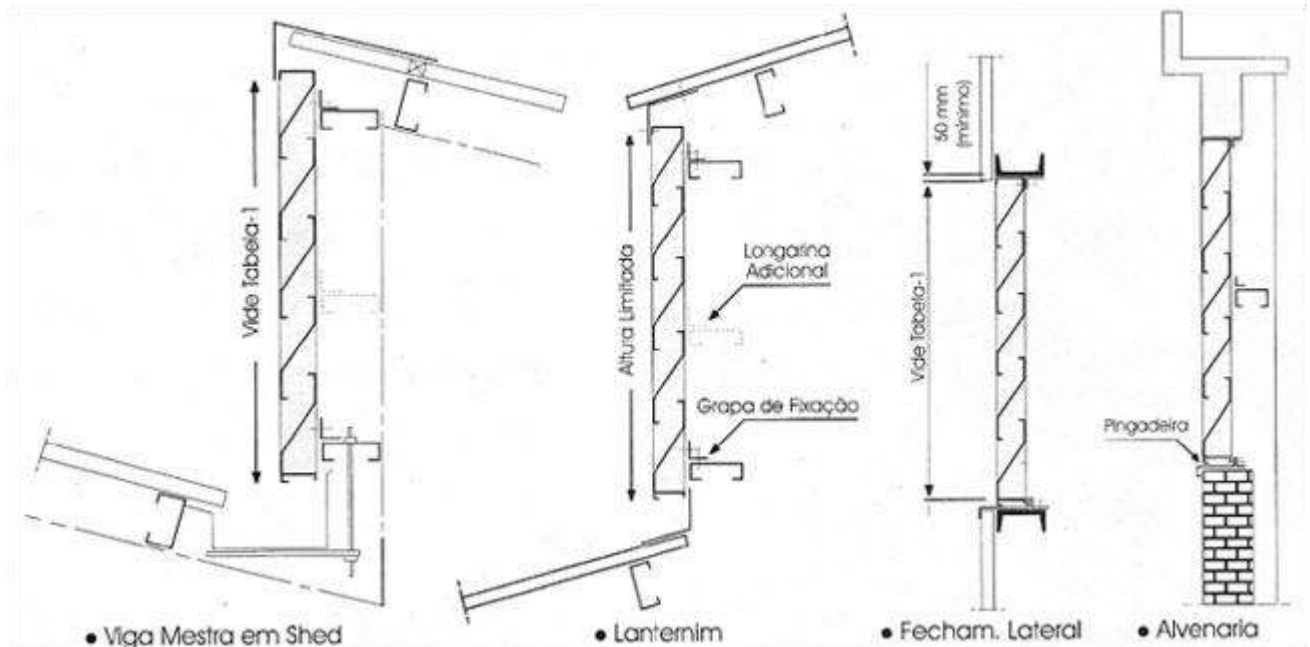 Vide Tabela-1
• Viga Mestra em Shed
Altura Limitada
Longarina
Adicional
Grapa de Fixação
• Lanternim
50 mm
(mínimo)
Vide Tabela-1
• Fecham. Lateral
Pingadeira
• Alvenaria